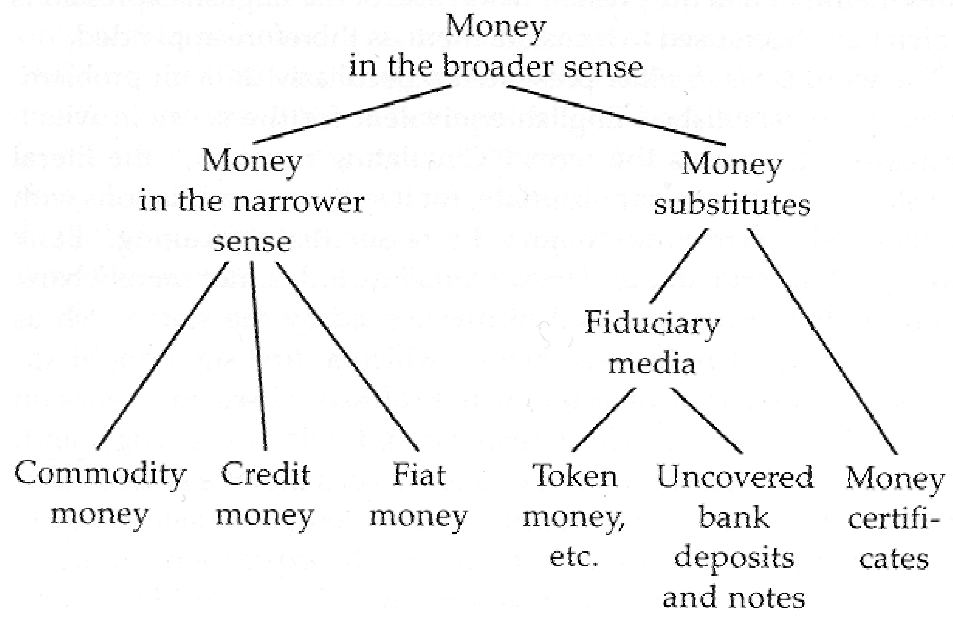 Money
in the broader sense
Money
in the narrower
sense
Money
substitutes
Fiduciary
media
Commodity
money
Credit
money
Fiat
money
Token
money,
etc.
Uncovered
bank
deposits
and notes
Money
certifi-
cates